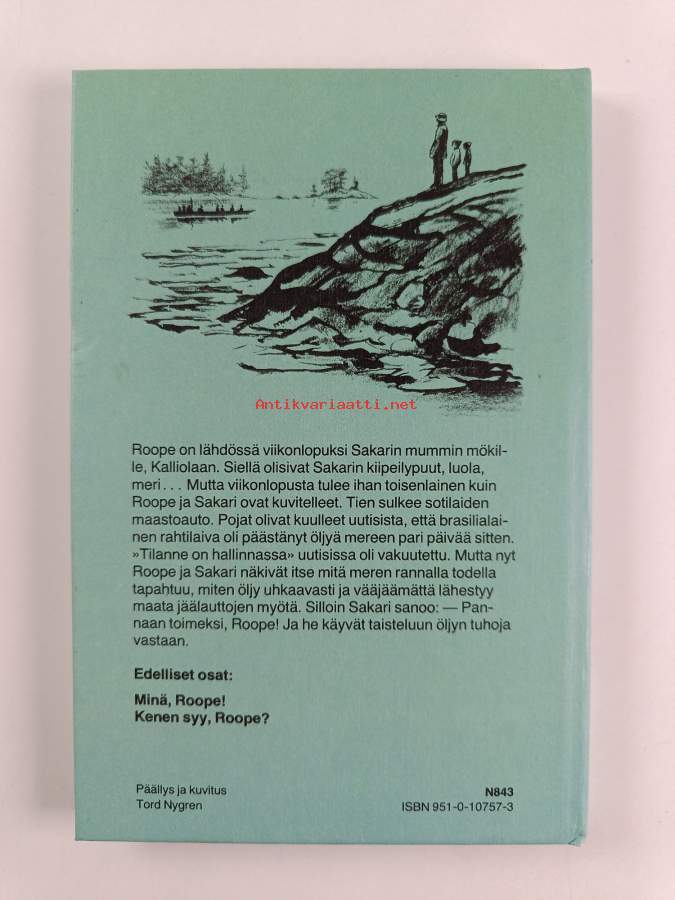 Antikvariaatti.net
Roope on lähdössä viikonlopuksi Sakarin mummin mökil-
le, Kalliolaan. Siellä olisivat Sakarin kiipeilypuut, luola,
meri... Mutta viikonlopusta tulee ihan toisenlainen kuin
Roope ja Sakari ovat kuvitelleet. Tien sulkee sotilaiden
maastoauto. Pojat olivat kuulleet uutisista, että brasilialai-
nen rahtilaiva oli päästänyt öljyä mereen pari päivää sitten.
»Tilanne on hallinnassa» uutisissa oli vakuutettu. Mutta nyt
Roope ja Sakari näkivät itse mitä meren rannalla todella
tapahtuu, miten öljy uhkaavasti ja vääjäämättä lähestyy
maata jäälauttojen myötä. Silloin Sakari sanoo: — Pan-
naan toimeksi, Roope! Ja he käyvät taisteluun öljyn tuhoja
vastaan.
Edelliset osat:
Minä, Roope!
Kenen syy, Roope?
Päällys ja kuvitus
Tord Nygren
N843
ISBN 951-0-10757-3